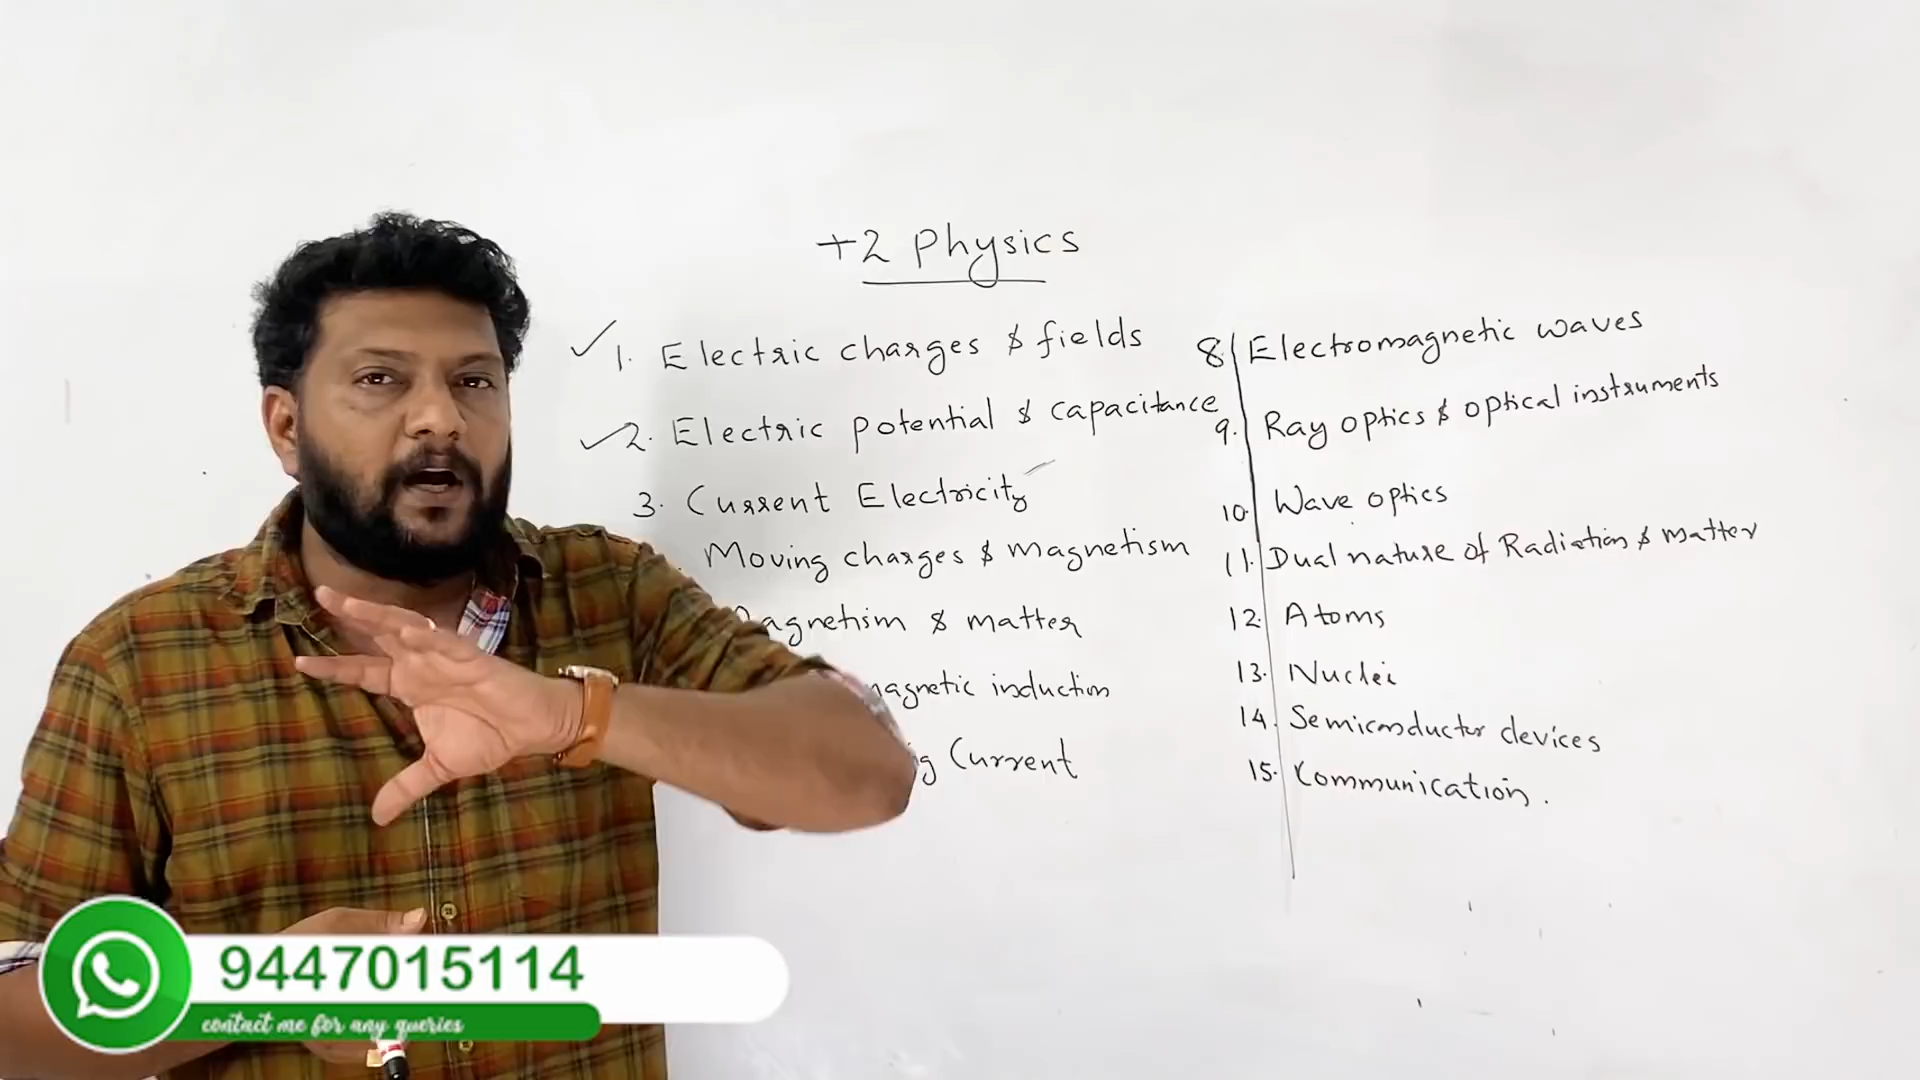 +2 Physics
1. Electric charges & fields
2. Electric potential & capacitance
3. Current Electricity
Moving charges & magnetism
agnetism & matter
magnetic induction
g Current
8. Electromagnetic waves
9. Ray optics & optical instruments
10. Wave optics
11. Dual nature of Radiation & matter
12. Atoms
13. Nuclei
14. Semiconductor devices
15. Communication.
9447015114
contact me for any queries